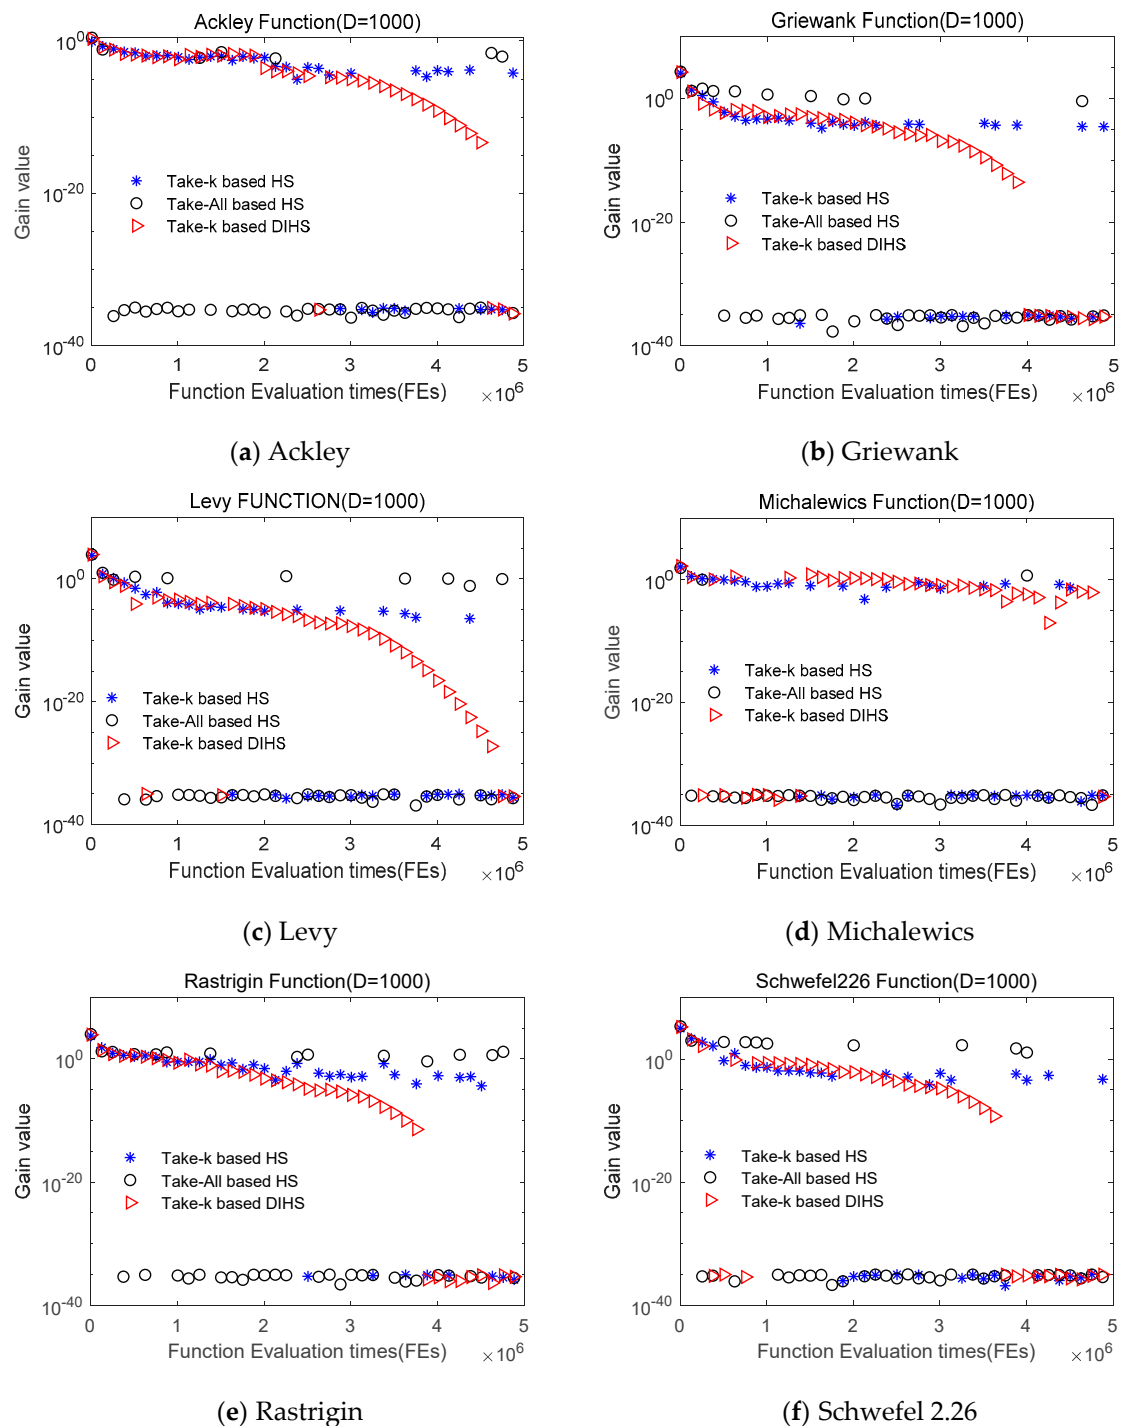 Ackley Function(D=1000)
10^0
10^-20
10^-40
Gain value
Take-k based HS
Take-All based HS
Take-k based DIHS
0 1 2 3 4 5
Function Evaluation times(FEs)
×10^6
(a) Ackley
Griewank Function(D=1000)
10^0
10^-20
10^-40
Gain value
Take-k based HS
Take-All based HS
Take-k based DIHS
0 1 2 3 4 5
Function Evaluation times(FEs)
×10^6
(b) Griewank
Levy FUNCTION(D=1000)
10^0
10^-20
10^-40
Gain value
Take-k based HS
Take-All based HS
Take-k based DIHS
0 1 2 3 4 5
Function Evaluation times(FEs)
×10^6
(c) Levy
Michalewics Function(D=1000)
10^0
10^-20
10^-40
Gain value
Take-k based HS
Take-All based HS
Take-k based DIHS
0 1 2 3 4 5
Function Evaluation times(FEs)
×10^6
(d) Michalewics
Rastrigin Function(D=1000)
10^0
10^-20
10^-40
Gain value
Take-k based HS
Take-All based HS
Take-k based DIHS
0 1 2 3 4 5
Function Evaluation times(FEs)
×10^6
(e) Rastrigin
Schwefel226 Function(D=1000)
10^0
10^-20
10^-40
Gain value
Take-k based HS
Take-All based HS
Take-k based DIHS
0 1 2 3 4 5
Function Evaluation times(FEs)
×10^6
(f) Schwefel 2.26